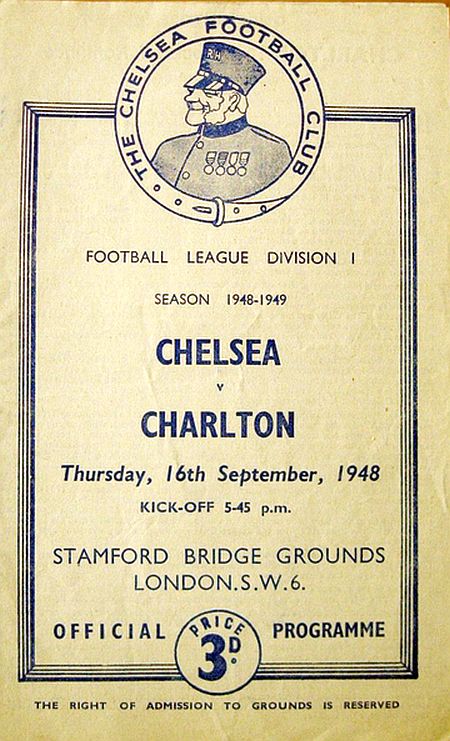 THE CHELSEA FOOTBALL CLUB
RH
FOOTBALL LEAGUE DIVISION I
SEASON 1948-1949
CHELSEA
v
CHARLTON
Thursday, 16th September, 1948
KICK-OFF 5-45 p.m.
STAMFORD BRIDGE GROUNDS
LONDON.S.W.6.
OFFICIAL PRICE 3D. PROGRAMME
THE RIGHT OF ADMISSION TO GROUNDS IS RESERVED